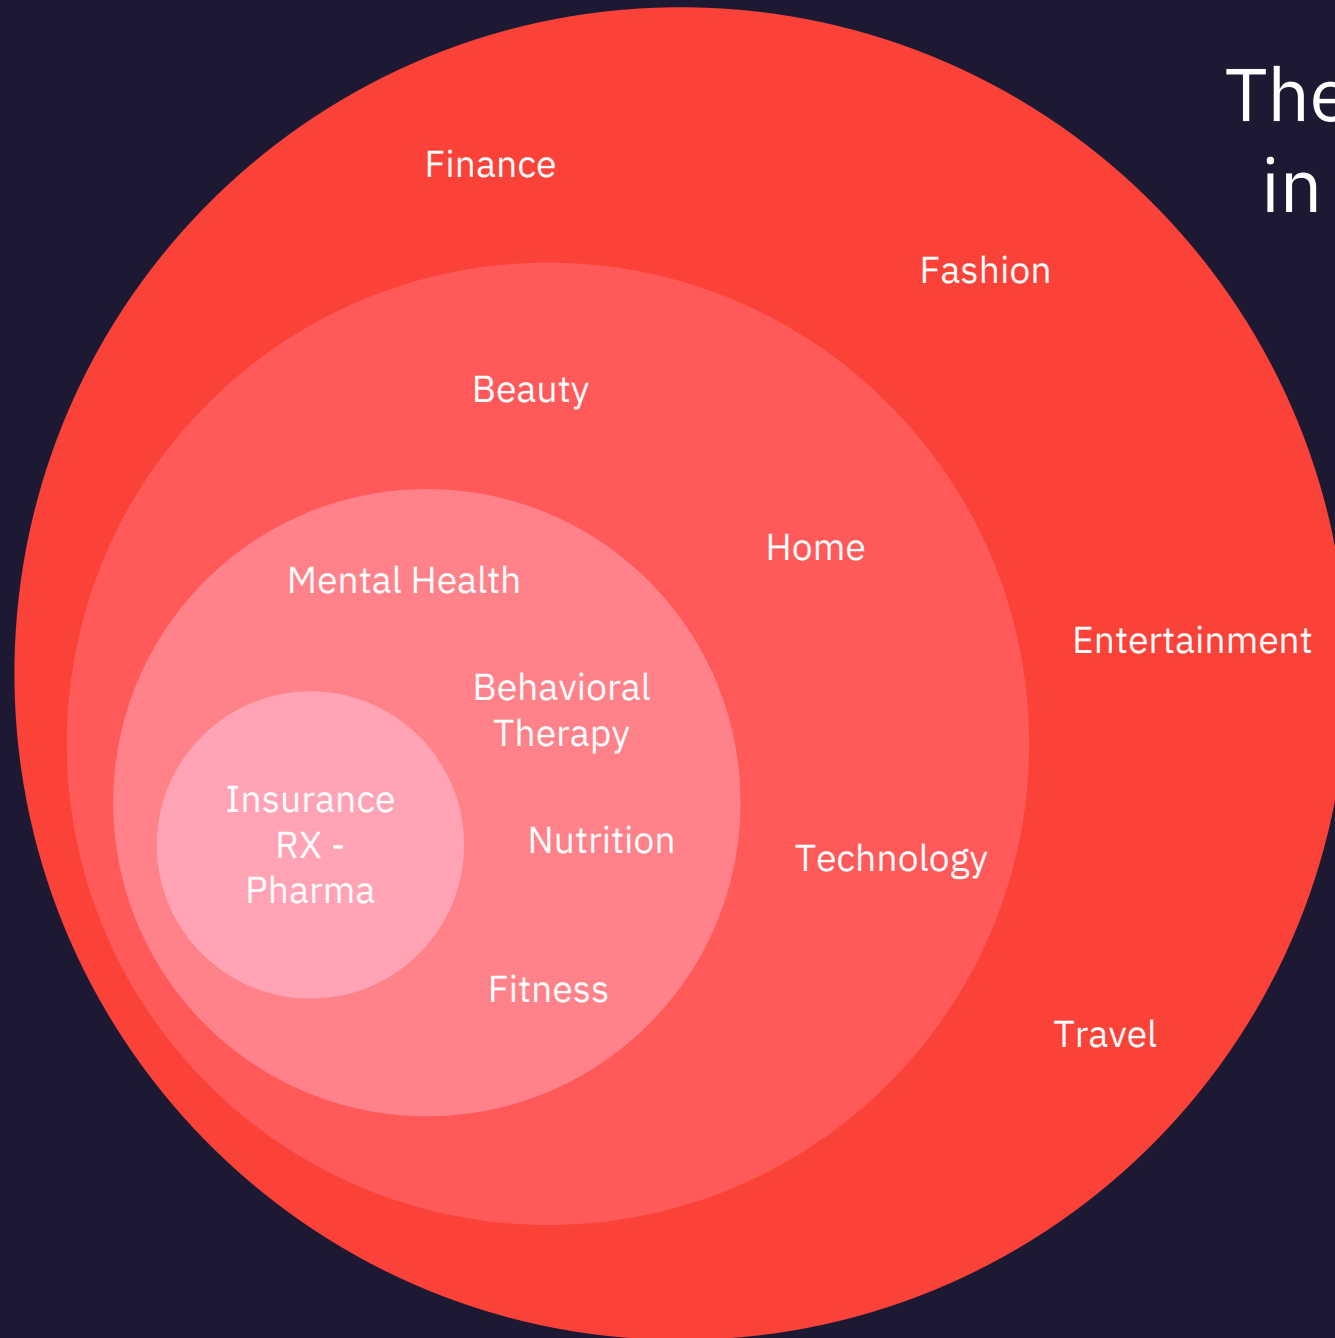 The
in
Finance
Fashion
Beauty
Home
Mental Health
Entertainment
Behavioral
Therapy
Insurance
RX -
Pharma
Nutrition
Technology
Fitness
Travel